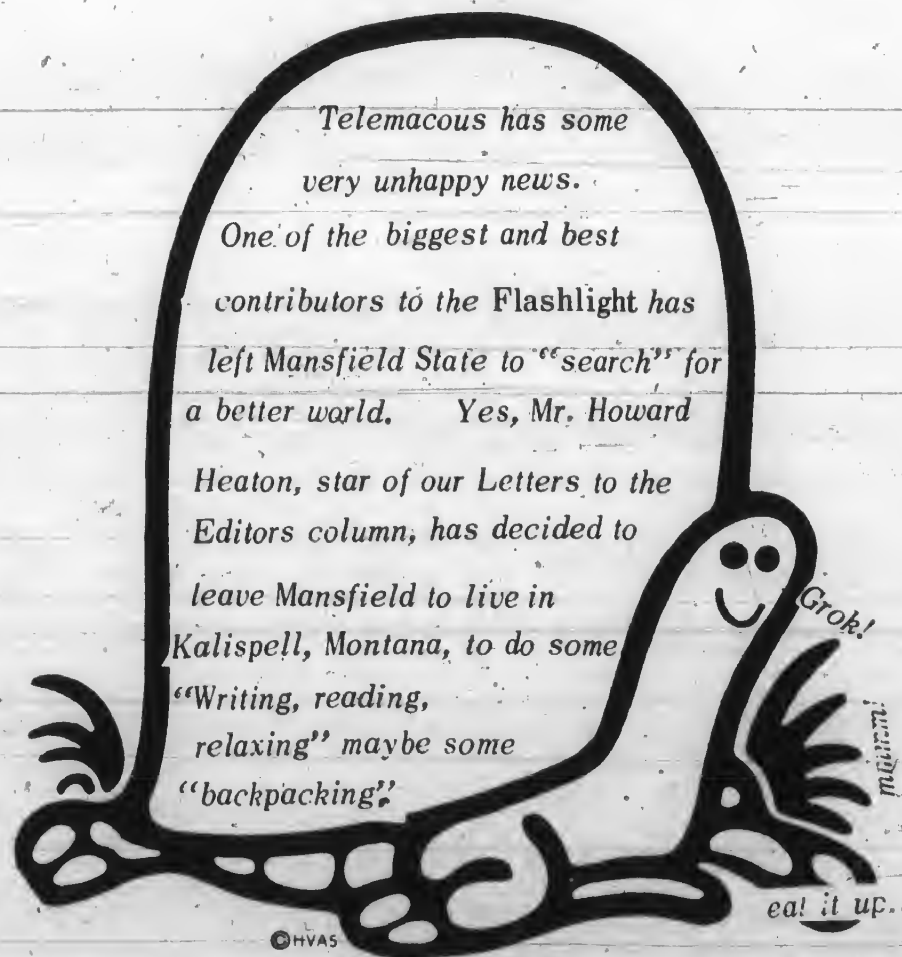 Telemacous has some
very unhappy news.
One of the biggest and best
contributors to the Flashlight has
left Mansfield State to “search” for
a better world. Yes, Mr. Howard
Heaton, star of our Letters to the
Editors column, has decided to
leave Mansfield to live in
Kalispell, Montana, to do some
“Writing, reading,
relaxing” maybe some
“backpacking”.
Grok!
eat it up.
©HVAS